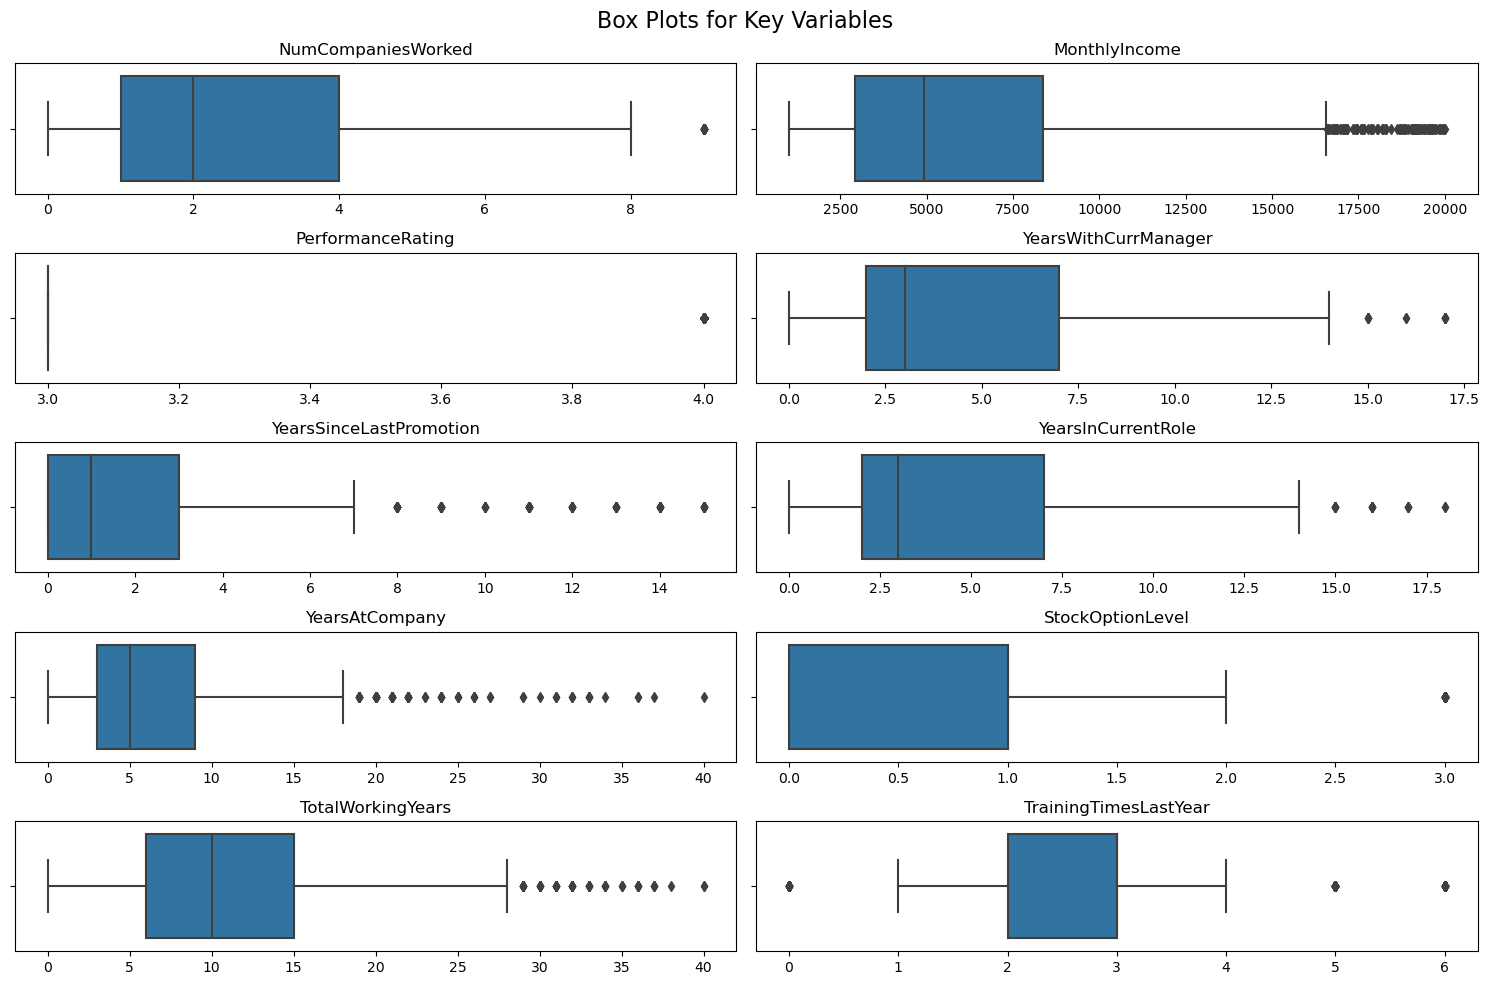 Box Plots for Key Variables
NumCompaniesWorked
0 2 4 6 8
MonthlyIncome
2500 5000 7500 10000 12500 15000 17500 20000
PerformanceRating
3.0 3.2 3.4 3.6 3.8 4.0
YearsWithCurrManager
0.0 2.5 5.0 7.5 10.0 12.5 15.0 17.5
YearsSinceLastPromotion
0 2 4 6 8 10 12 14
YearsInCurrentRole
0.0 2.5 5.0 7.5 10.0 12.5 15.0 17.5
YearsAtCompany
0 5 10 15 20 25 30 35 40
StockOptionLevel
0.0 0.5 1.0 1.5 2.0 2.5 3.0
TotalWorkingYears
0 5 10 15 20 25 30 35 40
TrainingTimesLastYear
0 1 2 3 4 5 6